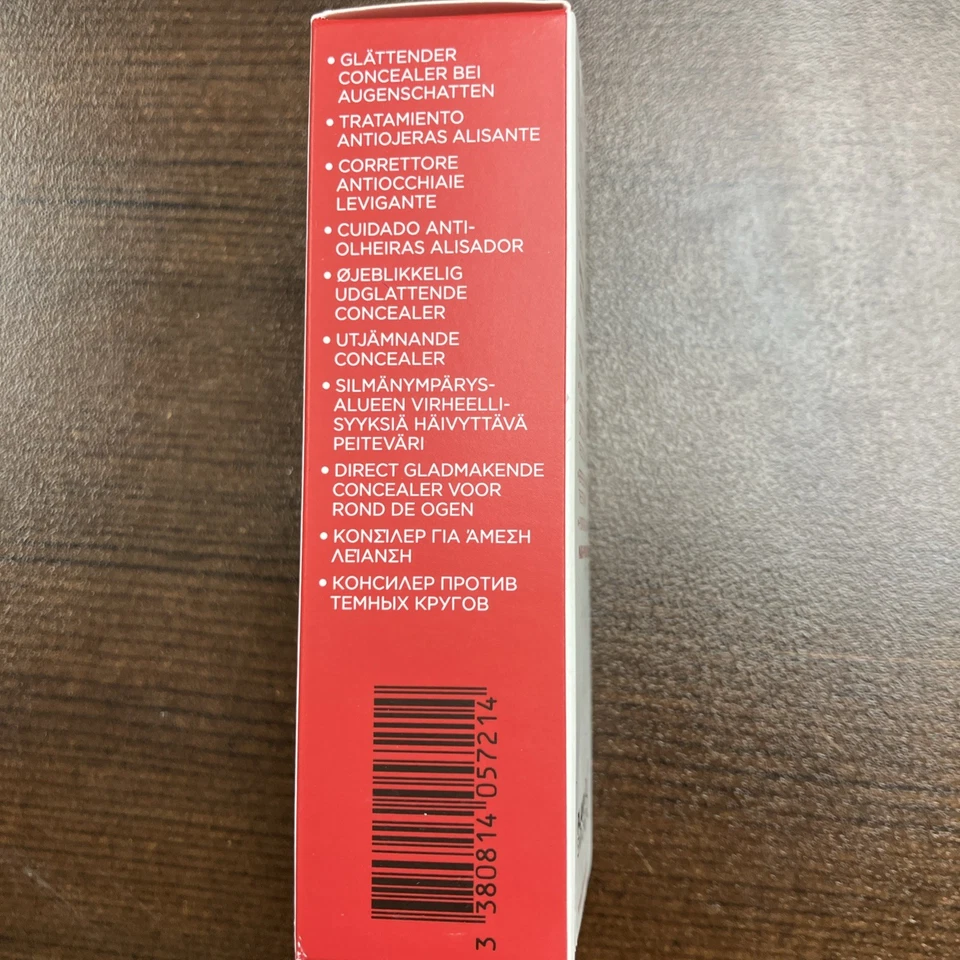 • GLÄTTENDER
CONCEALER BEI
AUGENSCHATTEN
• TRATAMIENTO
ANTIOJERAS ALISANTE
• CORRETTORE
ANTIOCCHIAIE
LEVIGANTE
• CUIDADO ANTI-
OLHEIRAS ALISADOR
• ØJEBLIKKELIG
UDGLATTENDE
CONCEALER
• UTJÄMNANDE
CONCEALER
• SILMÄNYMPÄRYS-
ALUEEN VIRHEELLI-
SYYKSIÄ HÄIVYTTÄVÄ
PEITEVÄRI
• DIRECT GLADMAKENDE
CONCEALER VOOR
ROND DE OGEN
• ΚΟΝΣΙΛΕΡ ΓΙΑ ΆΜΕΣΗ
ΛΕΊΑΝΣΗ
• КОНСИЛЕР ПРОТИВ
ТЕМНЫХ КРУГОВ
3 380814 057214